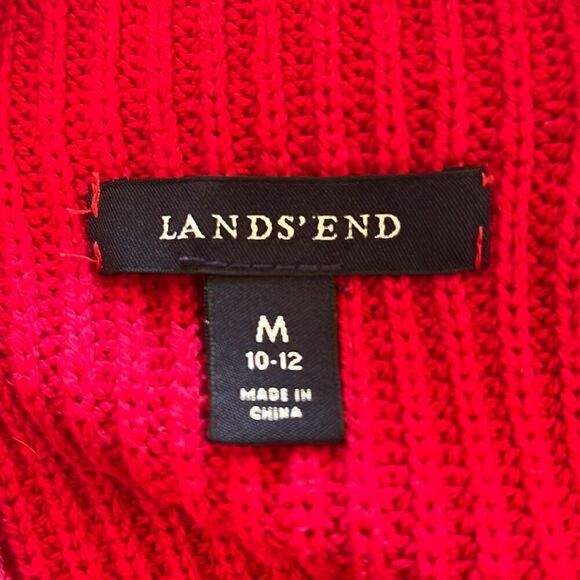 LANDS' END
M
10-12
MADE IN
CHINA